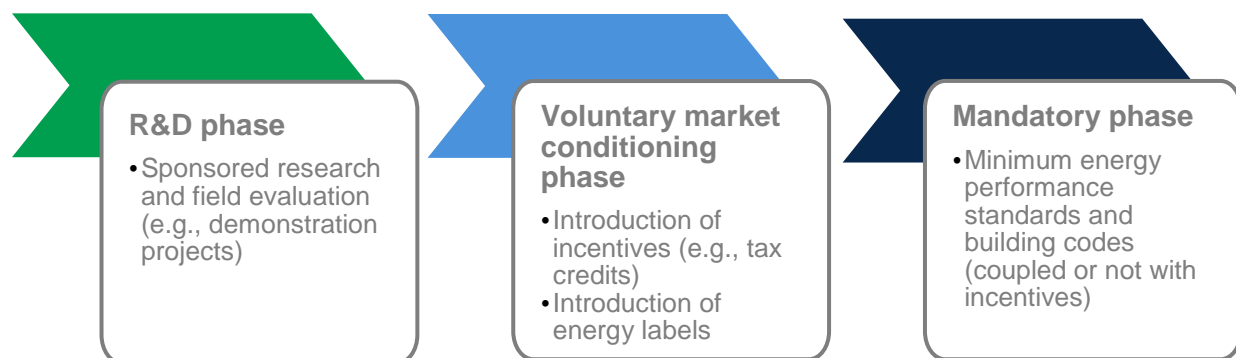 R&D phase
•Sponsored research
and field evaluation
(e.g., demonstration
projects)
Voluntary market
conditioning
phase
•Introduction of
incentives (e.g., tax
credits)
•Introduction of
energy labels
Mandatory phase
•Minimum energy
performance
standards and
building codes
(coupled or not with
incentives)